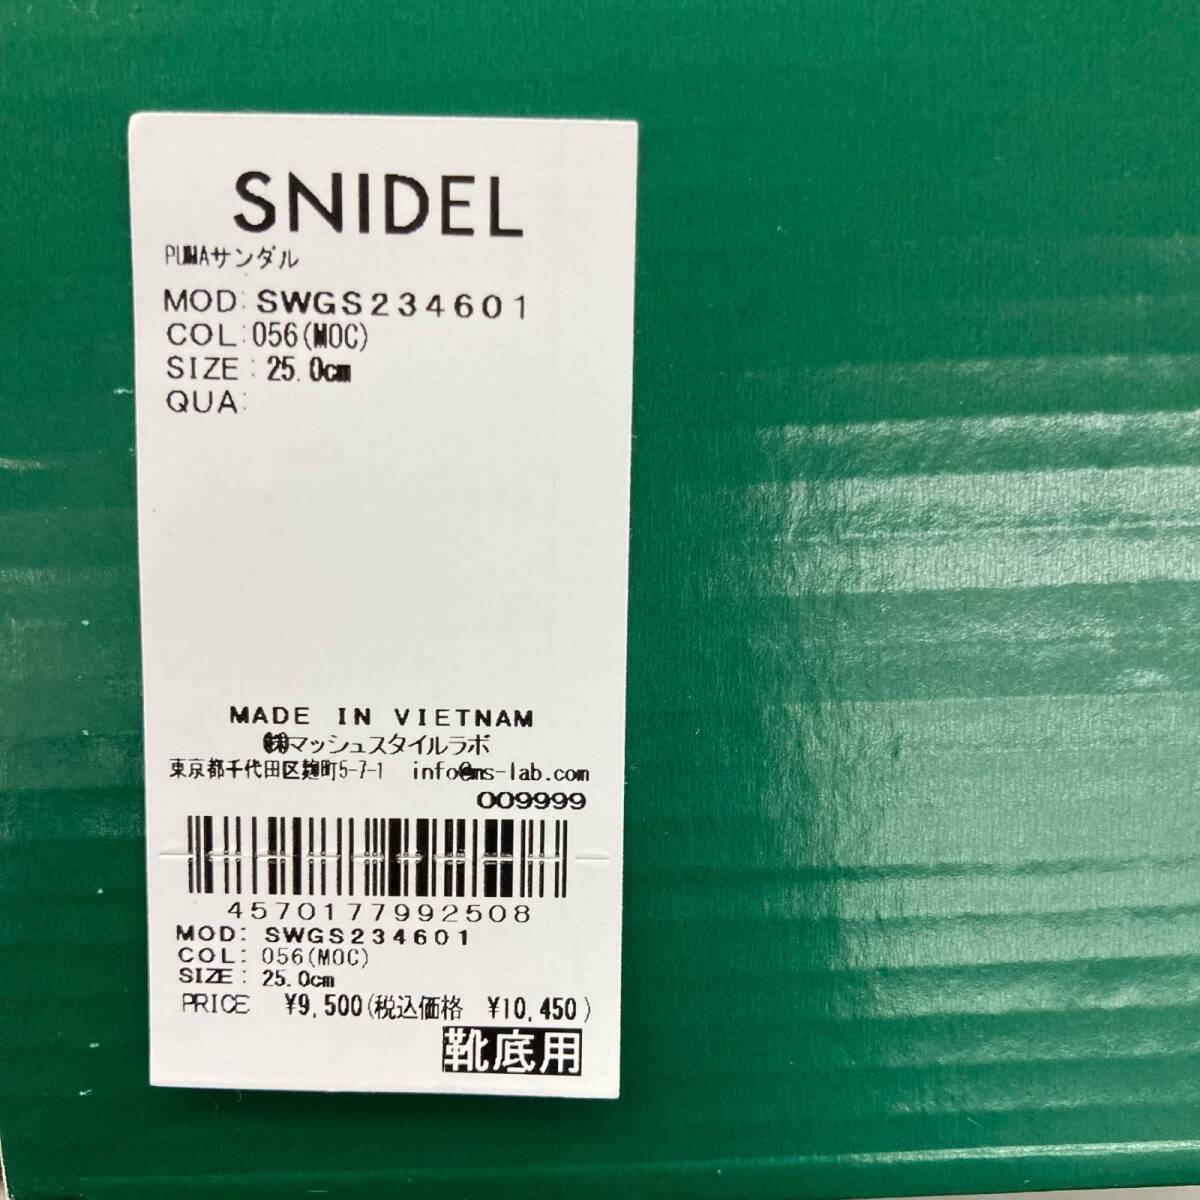 SNIDEL
PUMAサンダル
MOD: SWGS234601
COL: 056(MOC)
SIZE: 25.0cm
QUA:
MADE IN VIETNAM
㈱マッシュスタイルラボ
東京都千代田区麹町5-7-1 info@ms-lab.com
009999
4570177992508
MOD: SWGS234601
COL: 056(MOC)
SIZE: 25.0cm
PRICE ¥9,500(税込価格 ¥10,450)
靴底用